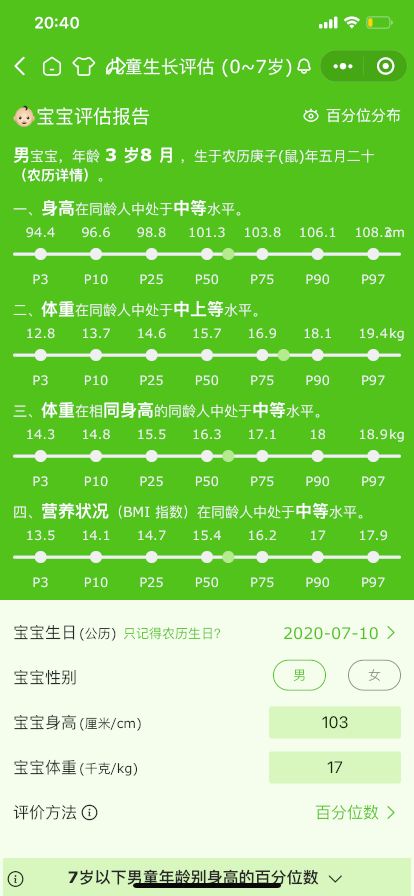 20:40
儿童生长评估 (0~7岁)
宝宝评估报告 百分位分布
男宝宝，年龄 3 岁8 月 ，生于农历庚子(鼠)年五月二十
（农历详情）。
一、身高在同龄人中处于中等水平。
94.4 96.6 98.8 101.3 103.8 106.1 108.3cm
P3 P10 P25 P50 P75 P90 P97
二、体重在同龄人中处于中上等水平。
12.8 13.7 14.6 15.7 16.9 18.1 19.4kg
P3 P10 P25 P50 P75 P90 P97
三、体重在相同身高的同龄人中处于中等水平。
14.3 14.8 15.5 16.3 17.1 18 18.9kg
P3 P10 P25 P50 P75 P90 P97
四、营养状况（BMI 指数）在同龄人中处于中等水平。
13.5 14.1 14.7 15.4 16.2 17 17.9
P3 P10 P25 P50 P75 P90 P97
宝宝生日(公历) 只记得农历生日? 2020-07-10
宝宝性别 男 女
宝宝身高(厘米/cm) 103
宝宝体重(千克/kg) 17
评价方法 百分位数
7岁以下男童年龄别身高的百分位数